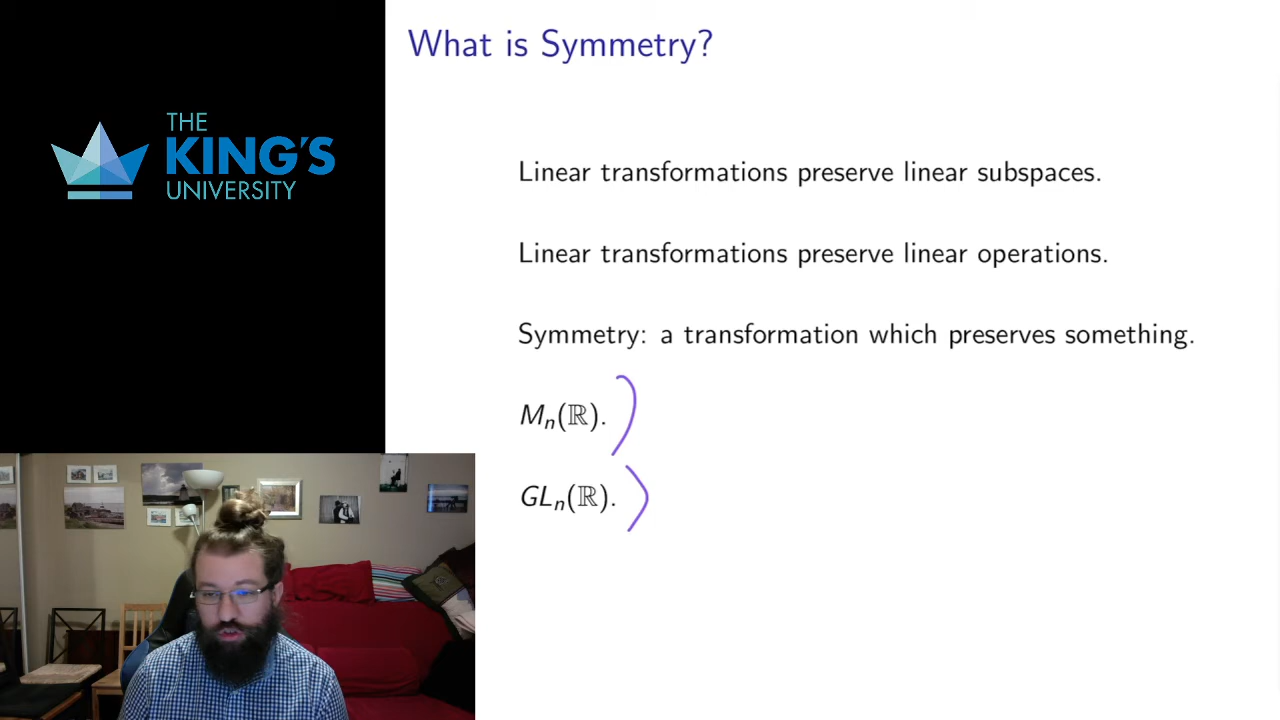 What is Symmetry?
THE
KING'S
UNIVERSITY
Linear transformations preserve linear subspaces.
Linear transformations preserve linear operations.
Symmetry: a transformation which preserves something.
Mₙ(ℝ).
GLₙ(ℝ).